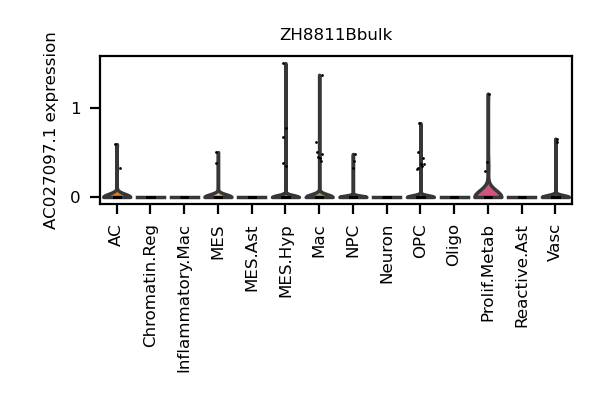 ZH8811Bbulk
AC027097.1 expression
1
0
AC
Chromatin.Reg
Inflammatory.Mac
MES
MES.Ast
MES.Hyp
Mac
NPC
Neuron
OPC
Oligo
Prolif.Metab
Reactive.Ast
Vasc